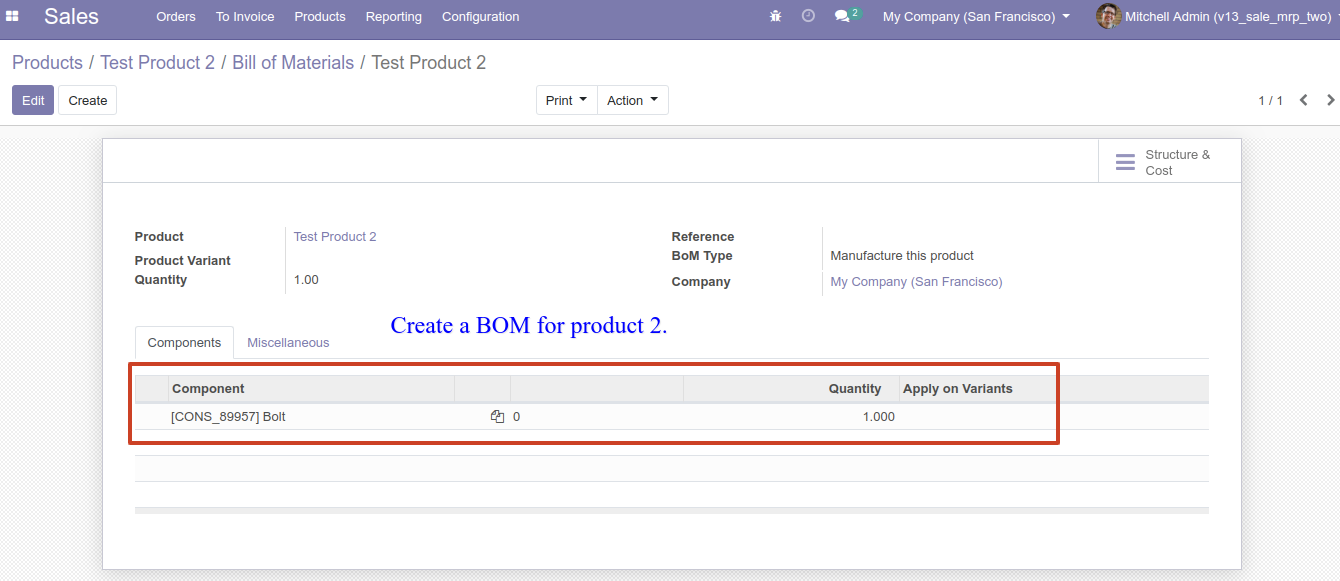 Sales Orders To Invoice Products Reporting Configuration 2 My Company (San Francisco) Mitchell Admin (v13_sale_mrp_two)
Products / Test Product 2 / Bill of Materials / Test Product 2
Edit Create Print Action 1 / 1
Structure &
Cost
Product Test Product 2 Reference
Product Variant BoM Type Manufacture this product
Quantity 1.00 Company My Company (San Francisco)
Create a BOM for product 2.
Components Miscellaneous
Component Quantity Apply on Variants
[CONS_89957] Bolt 0 1.000